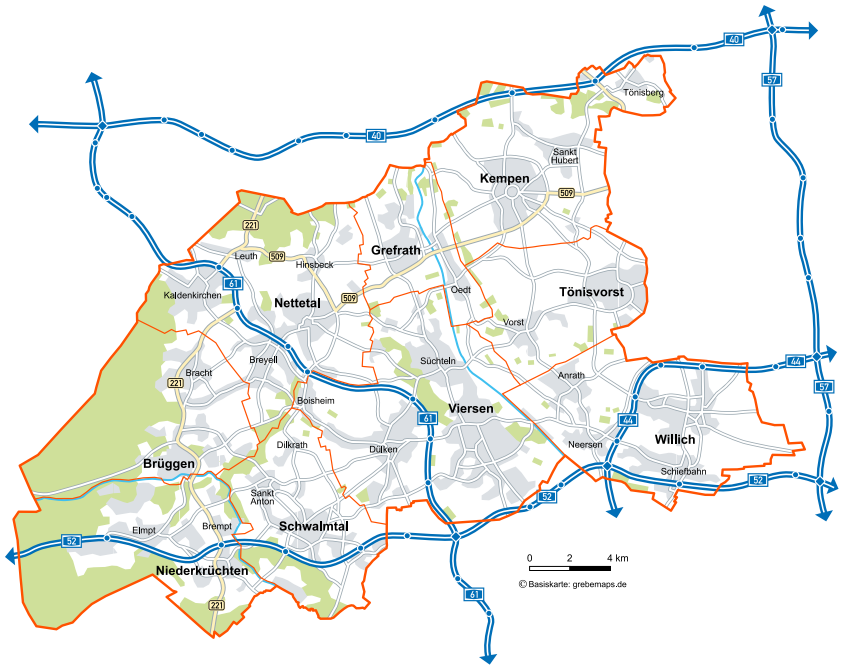 40
57
Tönisberg
40
Sankt
Hubert
Kempen
509
221
Grefrath
Leuth
509
Hinsbeck
61
Oedt
Kaldenkirchen
509
Tönisvorst
Nettetal
Vorst
Breyell
Süchteln
44
Bracht
Anrath
221
57
Boisheim
Viersen
61
44
Willich
Dilkrath
Dülken
Neersen
Brüggen
Schiefbahn
52
Sankt
Anton
52
Elmpt
Brempt
Schwalmtal
52
0 2 4 km
Niederkrüchten
© Basiskarte: grebemaps.de
61
221